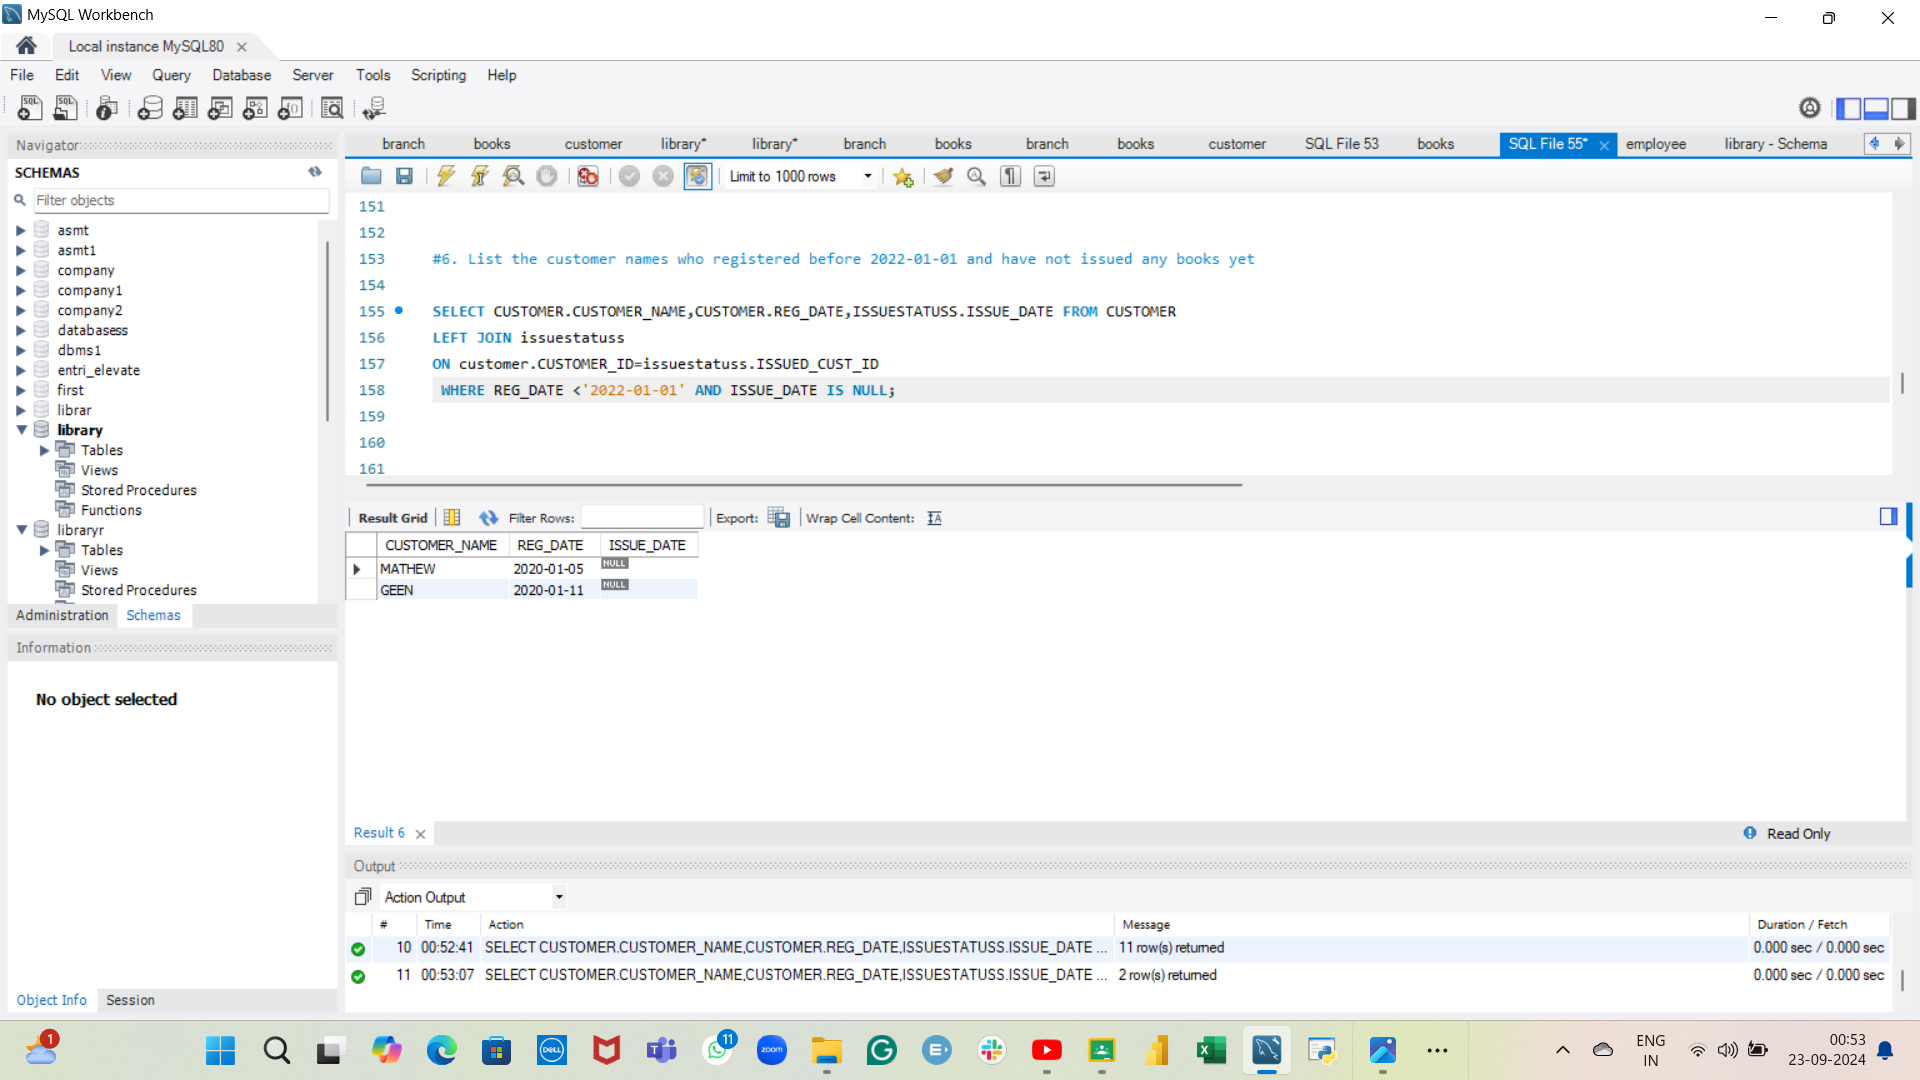 MySQL Workbench
Local instance MySQL80
File Edit View Query Database Server Tools Scripting Help
Navigator
SCHEMAS
Filter objects
asmt
asmt1
company
company1
company2
databasess
dbms1
entri_elevate
first
librar
library
Tables
Views
Stored Procedures
Functions
libraryr
Tables
Views
Stored Procedures
Administration Schemas
Information
No object selected
Object Info Session
branch books customer library* library* branch books branch books customer SQL File 53 books SQL File 55* employee library - Schema
Limit to 1000 rows
151
152
153 #6. List the customer names who registered before 2022-01-01 and have not issued any books yet
154
155 SELECT CUSTOMER.CUSTOMER_NAME,CUSTOMER.REG_DATE,ISSUESTATUSS.ISSUE_DATE FROM CUSTOMER
156 LEFT JOIN issuestatuss
157 ON customer.CUSTOMER_ID=issuestatuss.ISSUED_CUST_ID
158 WHERE REG_DATE <'2022-01-01' AND ISSUE_DATE IS NULL;
159
160
161
Result Grid Filter Rows: Export: Wrap Cell Content:
CUSTOMER_NAME REG_DATE ISSUE_DATE
MATHEW 2020-01-05 NULL
GEEN 2020-01-11 NULL
Result 6 Read Only
Output
Action Output
# Time Action Message Duration / Fetch
10 00:52:41 SELECT CUSTOMER.CUSTOMER_NAME,CUSTOMER.REG_DATE,ISSUESTATUSS.ISSUE_DATE ... 11 row(s) returned 0.000 sec / 0.000 sec
11 00:53:07 SELECT CUSTOMER.CUSTOMER_NAME,CUSTOMER.REG_DATE,ISSUESTATUSS.ISSUE_DATE ... 2 row(s) returned 0.000 sec / 0.000 sec
1 DELL 11 zoom ENG 00:53
IN 23-09-2024